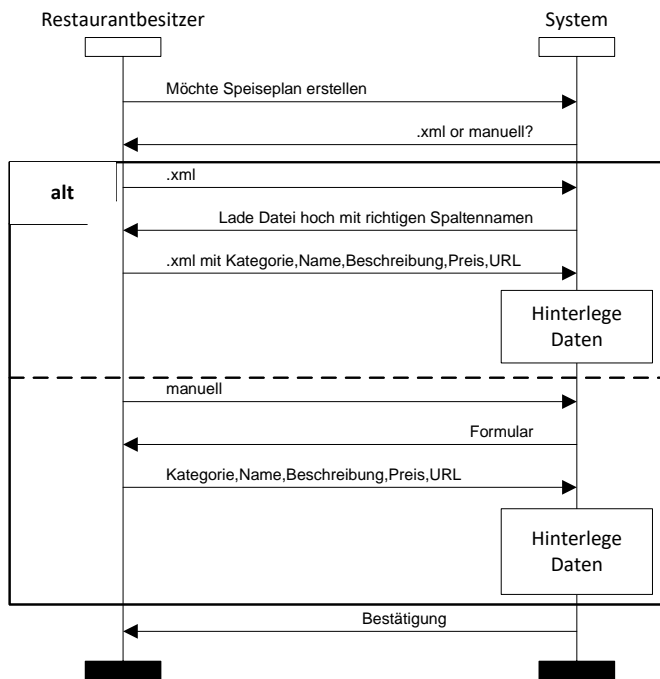 Restaurantbesitzer
System
Möchte Speiseplan erstellen
.xml or manuell?
alt
.xml
Lade Datei hoch mit richtigen Spaltennamen
.xml mit Kategorie,Name,Beschreibung,Preis,URL
Hinterlege
Daten
manuell
Formular
Kategorie,Name,Beschreibung,Preis,URL
Hinterlege
Daten
Bestätigung